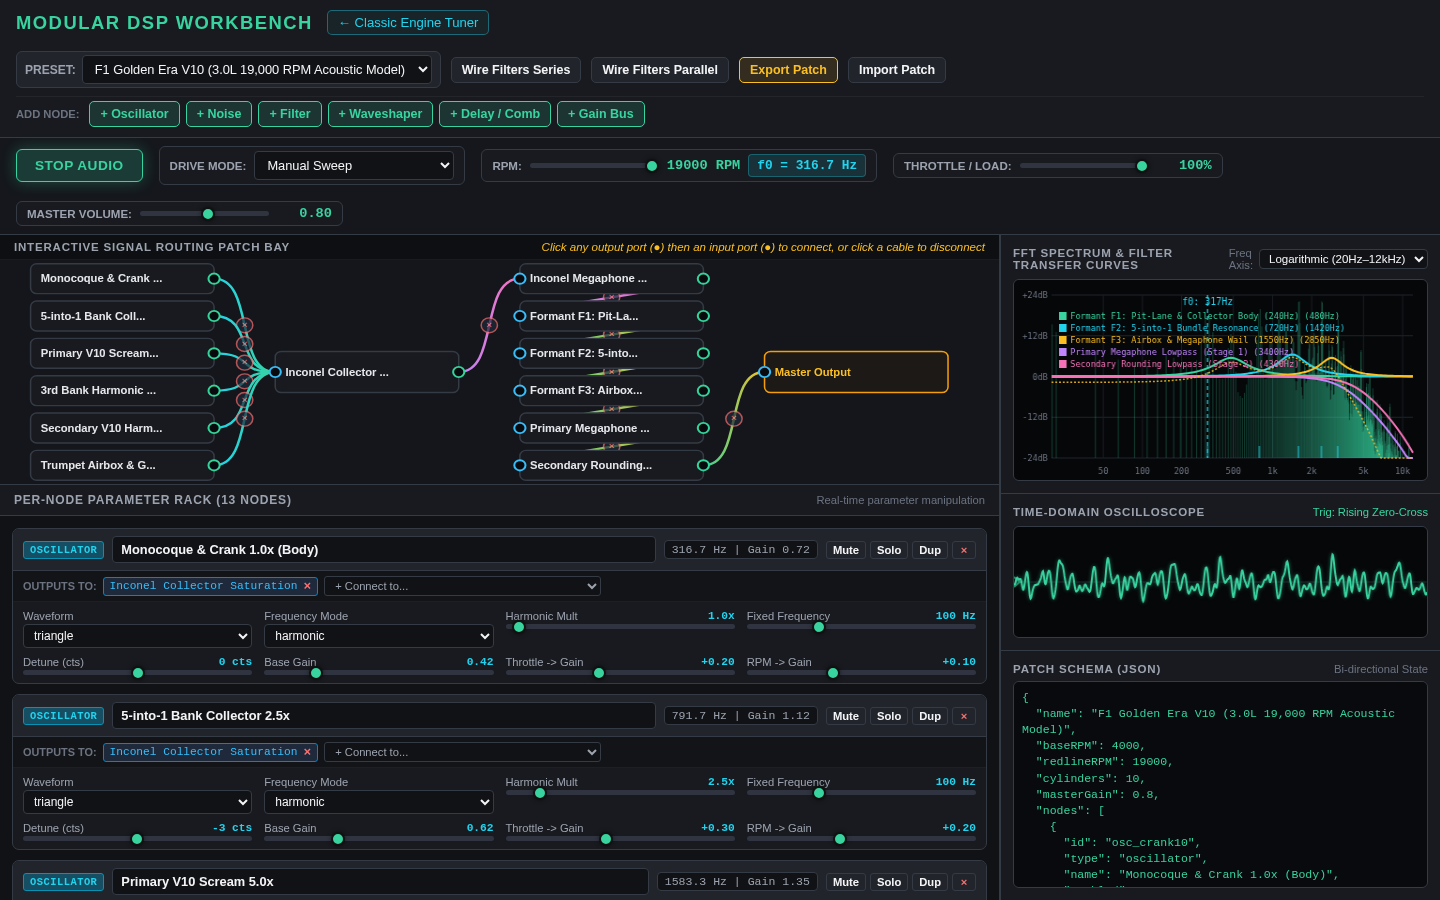 MODULAR DSP WORKBENCH
← Classic Engine Tuner
PRESET:
F1 Golden Era V10 (3.0L 19,000 RPM Acoustic Model)
Wire Filters Series
Wire Filters Parallel
Export Patch
Import Patch
ADD NODE:
+ Oscillator
+ Noise
+ Filter
+ Waveshaper
+ Delay / Comb
+ Gain Bus
STOP AUDIO
DRIVE MODE:
Manual Sweep
RPM:
19000 RPM
f0 = 316.7 Hz
THROTTLE / LOAD:
100%
MASTER VOLUME:
0.80
INTERACTIVE SIGNAL ROUTING PATCH BAY
Click any output port (●) then an input port (●) to connect, or click a cable to disconnect
Monocoque & Crank ...
5-into-1 Bank Coll...
Primary V10 Scream...
3rd Bank Harmonic ...
Secondary V10 Harm...
Trumpet Airbox & G...
Inconel Collector ...
Inconel Megaphone ...
Formant F1: Pit-La...
Formant F2: 5-into...
Formant F3: Airbox...
Primary Megaphone ...
Secondary Rounding...
Master Output
PER-NODE PARAMETER RACK (13 NODES)
Real-time parameter manipulation
OSCILLATOR
Monocoque & Crank 1.0x (Body)
316.7 Hz | Gain 0.72
Mute
Solo
Dup
×
OUTPUTS TO:
Inconel Collector Saturation ×
+ Connect to...
Waveform
triangle
Frequency Mode
harmonic
Harmonic Mult
1.0x
Fixed Frequency
100 Hz
Detune (cts)
0 cts
Base Gain
0.42
Throttle -> Gain
+0.20
RPM -> Gain
+0.10
OSCILLATOR
5-into-1 Bank Collector 2.5x
791.7 Hz | Gain 1.12
Mute
Solo
Dup
×
OUTPUTS TO:
Inconel Collector Saturation ×
+ Connect to...
Waveform
triangle
Frequency Mode
harmonic
Harmonic Mult
2.5x
Fixed Frequency
100 Hz
Detune (cts)
-3 cts
Base Gain
0.62
Throttle -> Gain
+0.30
RPM -> Gain
+0.20
OSCILLATOR
Primary V10 Scream 5.0x
1583.3 Hz | Gain 1.35
Mute
Solo
Dup
×
FFT SPECTRUM & FILTER
TRANSFER CURVES
Freq
Axis:
Logarithmic (20Hz–12kHz)
+24dB
+12dB
0dB
-12dB
-24dB
f0: 317Hz
Formant F1: Pit-Lane & Collector Body (240Hz) (480Hz)
Formant F2: 5-into-1 Bundle Resonance (720Hz) (1420Hz)
Formant F3: Airbox & Megaphone Wail (1550Hz) (2850Hz)
Primary Megaphone Lowpass (Stage 1) (3400Hz)
Secondary Rounding Lowpass (Stage 2) (4300Hz)
50
100
200
500
1k
2k
5k
10k
TIME-DOMAIN OSCILLOSCOPE
Trig: Rising Zero-Cross
PATCH SCHEMA (JSON)
Bi-directional State
{
"name": "F1 Golden Era V10 (3.0L 19,000 RPM Acoustic
Model)",
"baseRPM": 4000,
"redlineRPM": 19000,
"cylinders": 10,
"masterGain": 0.8,
"nodes": [
{
"id": "osc_crank10",
"type": "oscillator",
"name": "Monocoque & Crank 1.0x (Body)",